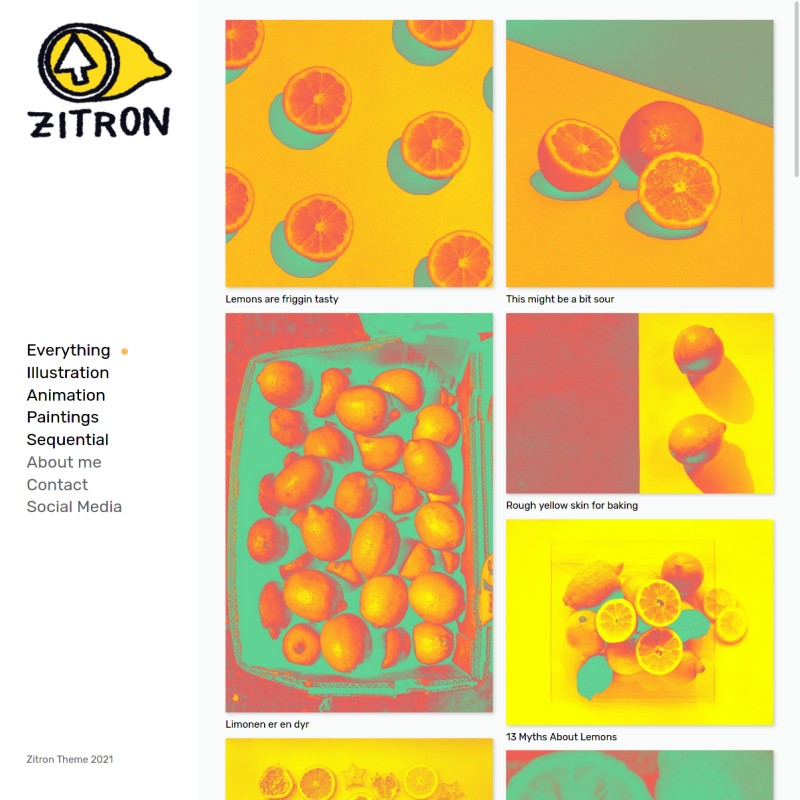 ZITRON
Everything
Illustration
Animation
Paintings
Sequential
About me
Contact
Social Media
Zitron Theme 2021
Lemons are friggin tasty
This might be a bit sour
Limonen er en dyr
Rough yellow skin for baking
13 Myths About Lemons